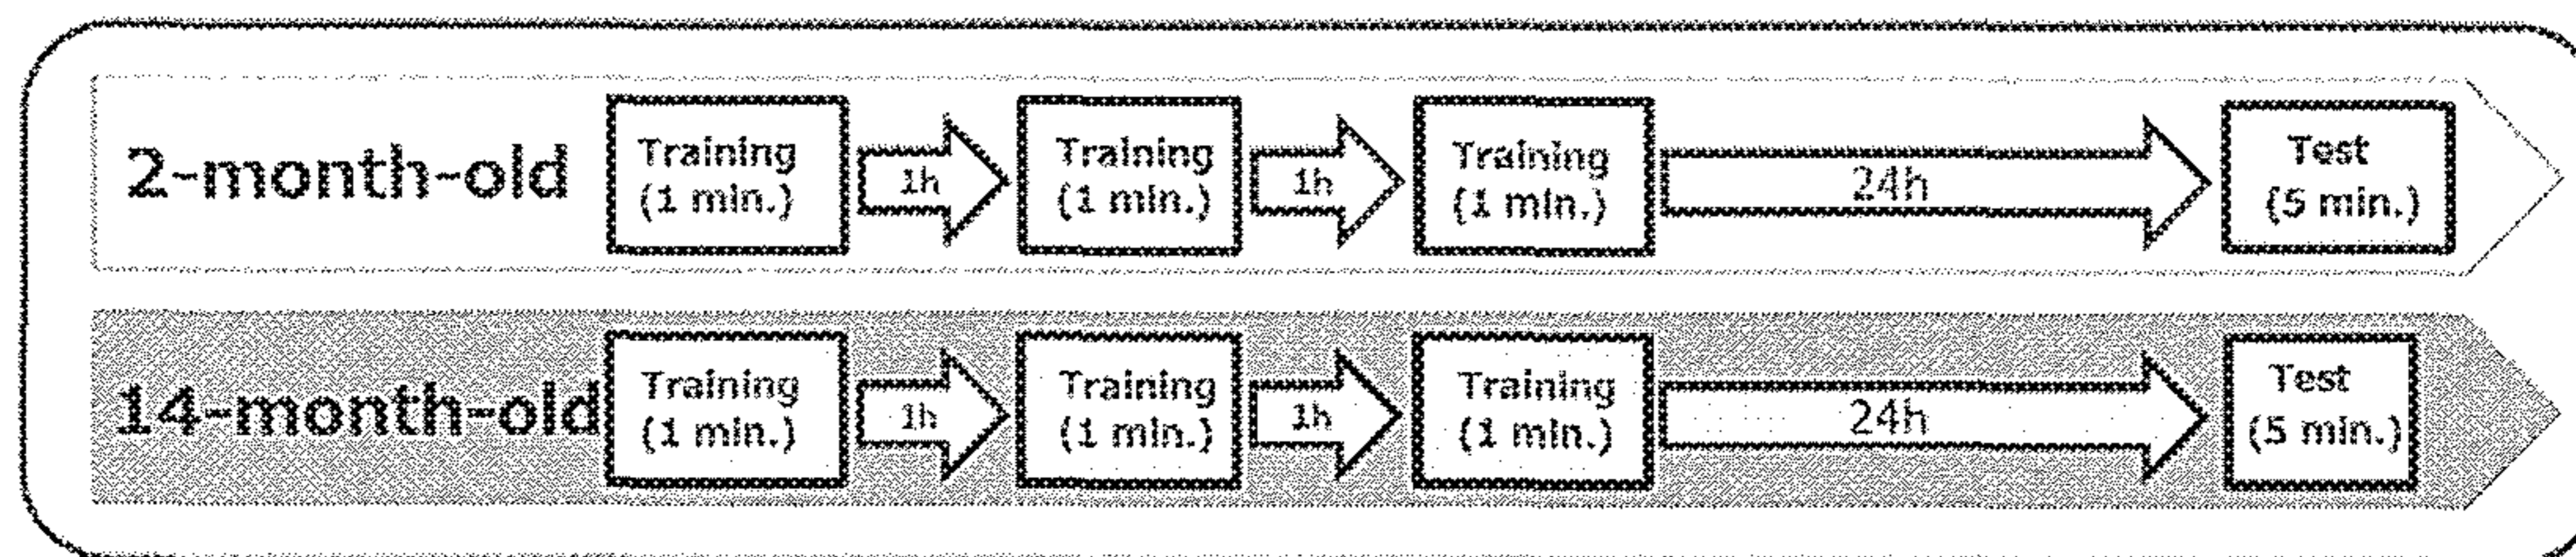 2-month-old
Training
(1 min.)
1h
Training
(1 min.)
1h
Training
(1 min.)
24h
Test
(5 min.)
14-month-old
Training
(1 min.)
1h
Training
(1 min.)
1h
Training
(1 min.)
24h
Test
(5 min.)